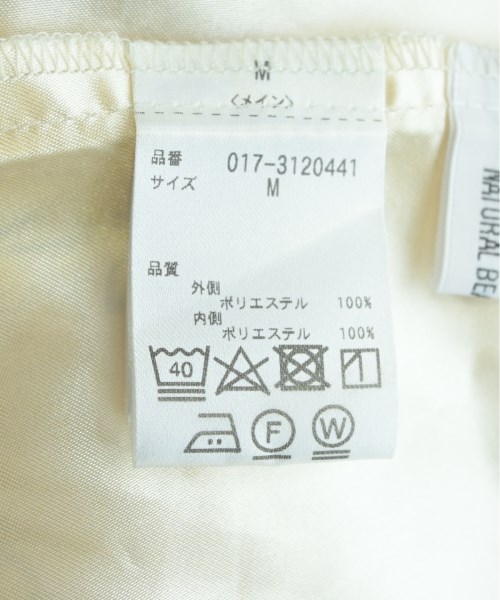 M
〈メイン〉
品番 017-3120441
サイズ M
品質
外側
ポリエステル 100%
内側
ポリエステル 100%
40
F W
NATURAL BE